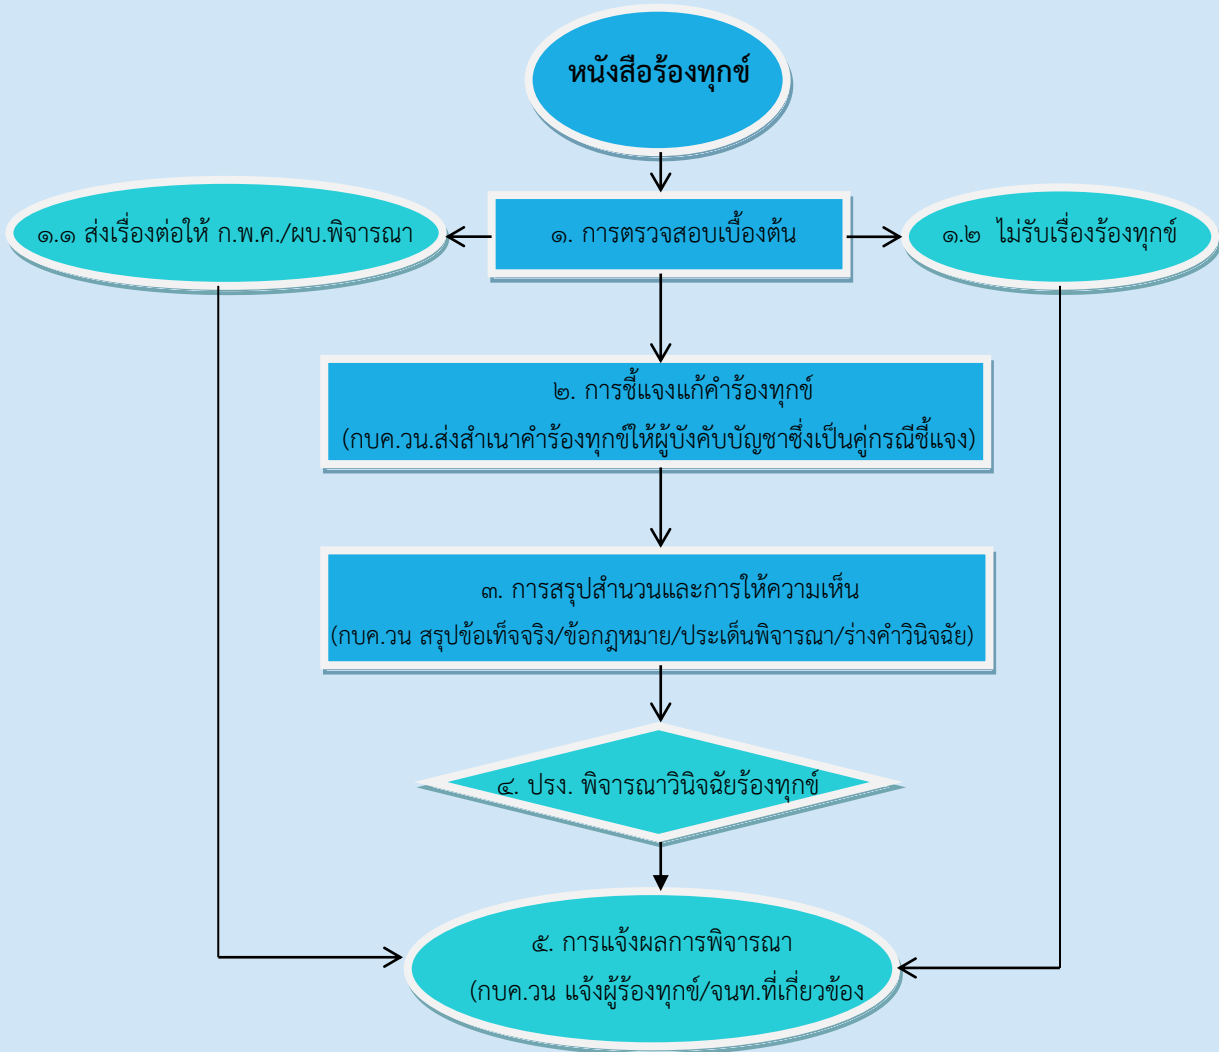 หนังสือร้องทุกข์
๑.๑ ส่งเรื่องต่อให้ ก.พ.ค./ผบ.พิจารณา
๑. การตรวจสอบเบื้องต้น
๑.๒ ไม่รับเรื่องร้องทุกข์
๒. การชี้แจงแก้คำร้องทุกข์
(กบค.วน.ส่งสำเนาคำร้องทุกข์ให้ผู้บังคับบัญชาซึ่งเป็นคู่กรณีชี้แจง)
๓. การสรุปสำนวนและการให้ความเห็น
(กบค.วน สรุปข้อเท็จจริง/ข้อกฎหมาย/ประเด็นพิจารณา/ร่างคำวินิจฉัย)
๔. ปรง. พิจารณาวินิจฉัยร้องทุกข์
๕. การแจ้งผลการพิจารณา
(กบค.วน แจ้งผู้ร้องทุกข์/จนท.ที่เกี่ยวข้อง